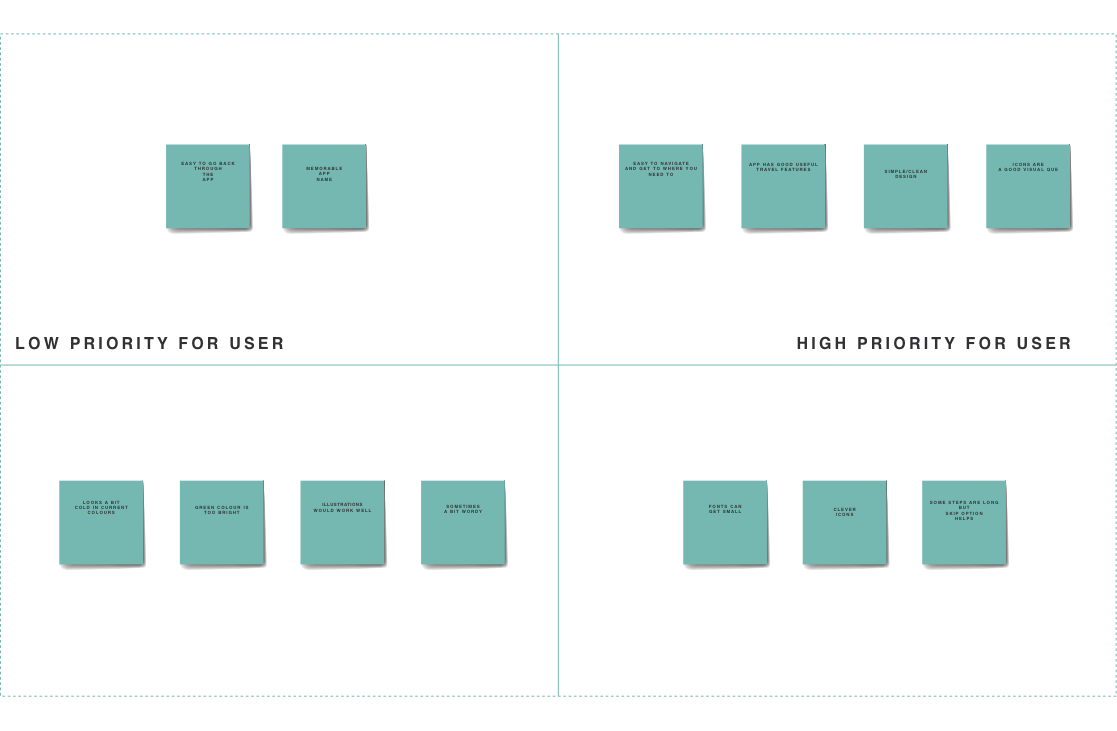 EASY TO GO BACK
THROUGH
THE
APP
MEMORABLE
APP
NAME
EASY TO NAVIGATE
AND GET TO WHERE YOU
NEED TO
APP HAS GOOD USEFUL
TRAVEL FEATURES
SIMPLE/CLEAN
DESIGN
ICONS ARE
A GOOD VISUAL QUE
LOW PRIORITY FOR USER
HIGH PRIORITY FOR USER
LOOKS A BIT
COLD IN CURRENT
COLOURS
GREEN COLOUR IS
TOO BRIGHT
ILLUSTRATIONS
WOULD WORK WELL
SOMETIMES
A BIT WORDY
FONTS CAN
GET SMALL
CLEVER
ICONS
SOME STEPS ARE LONG
BUT
SKIP OPTION
HELPS